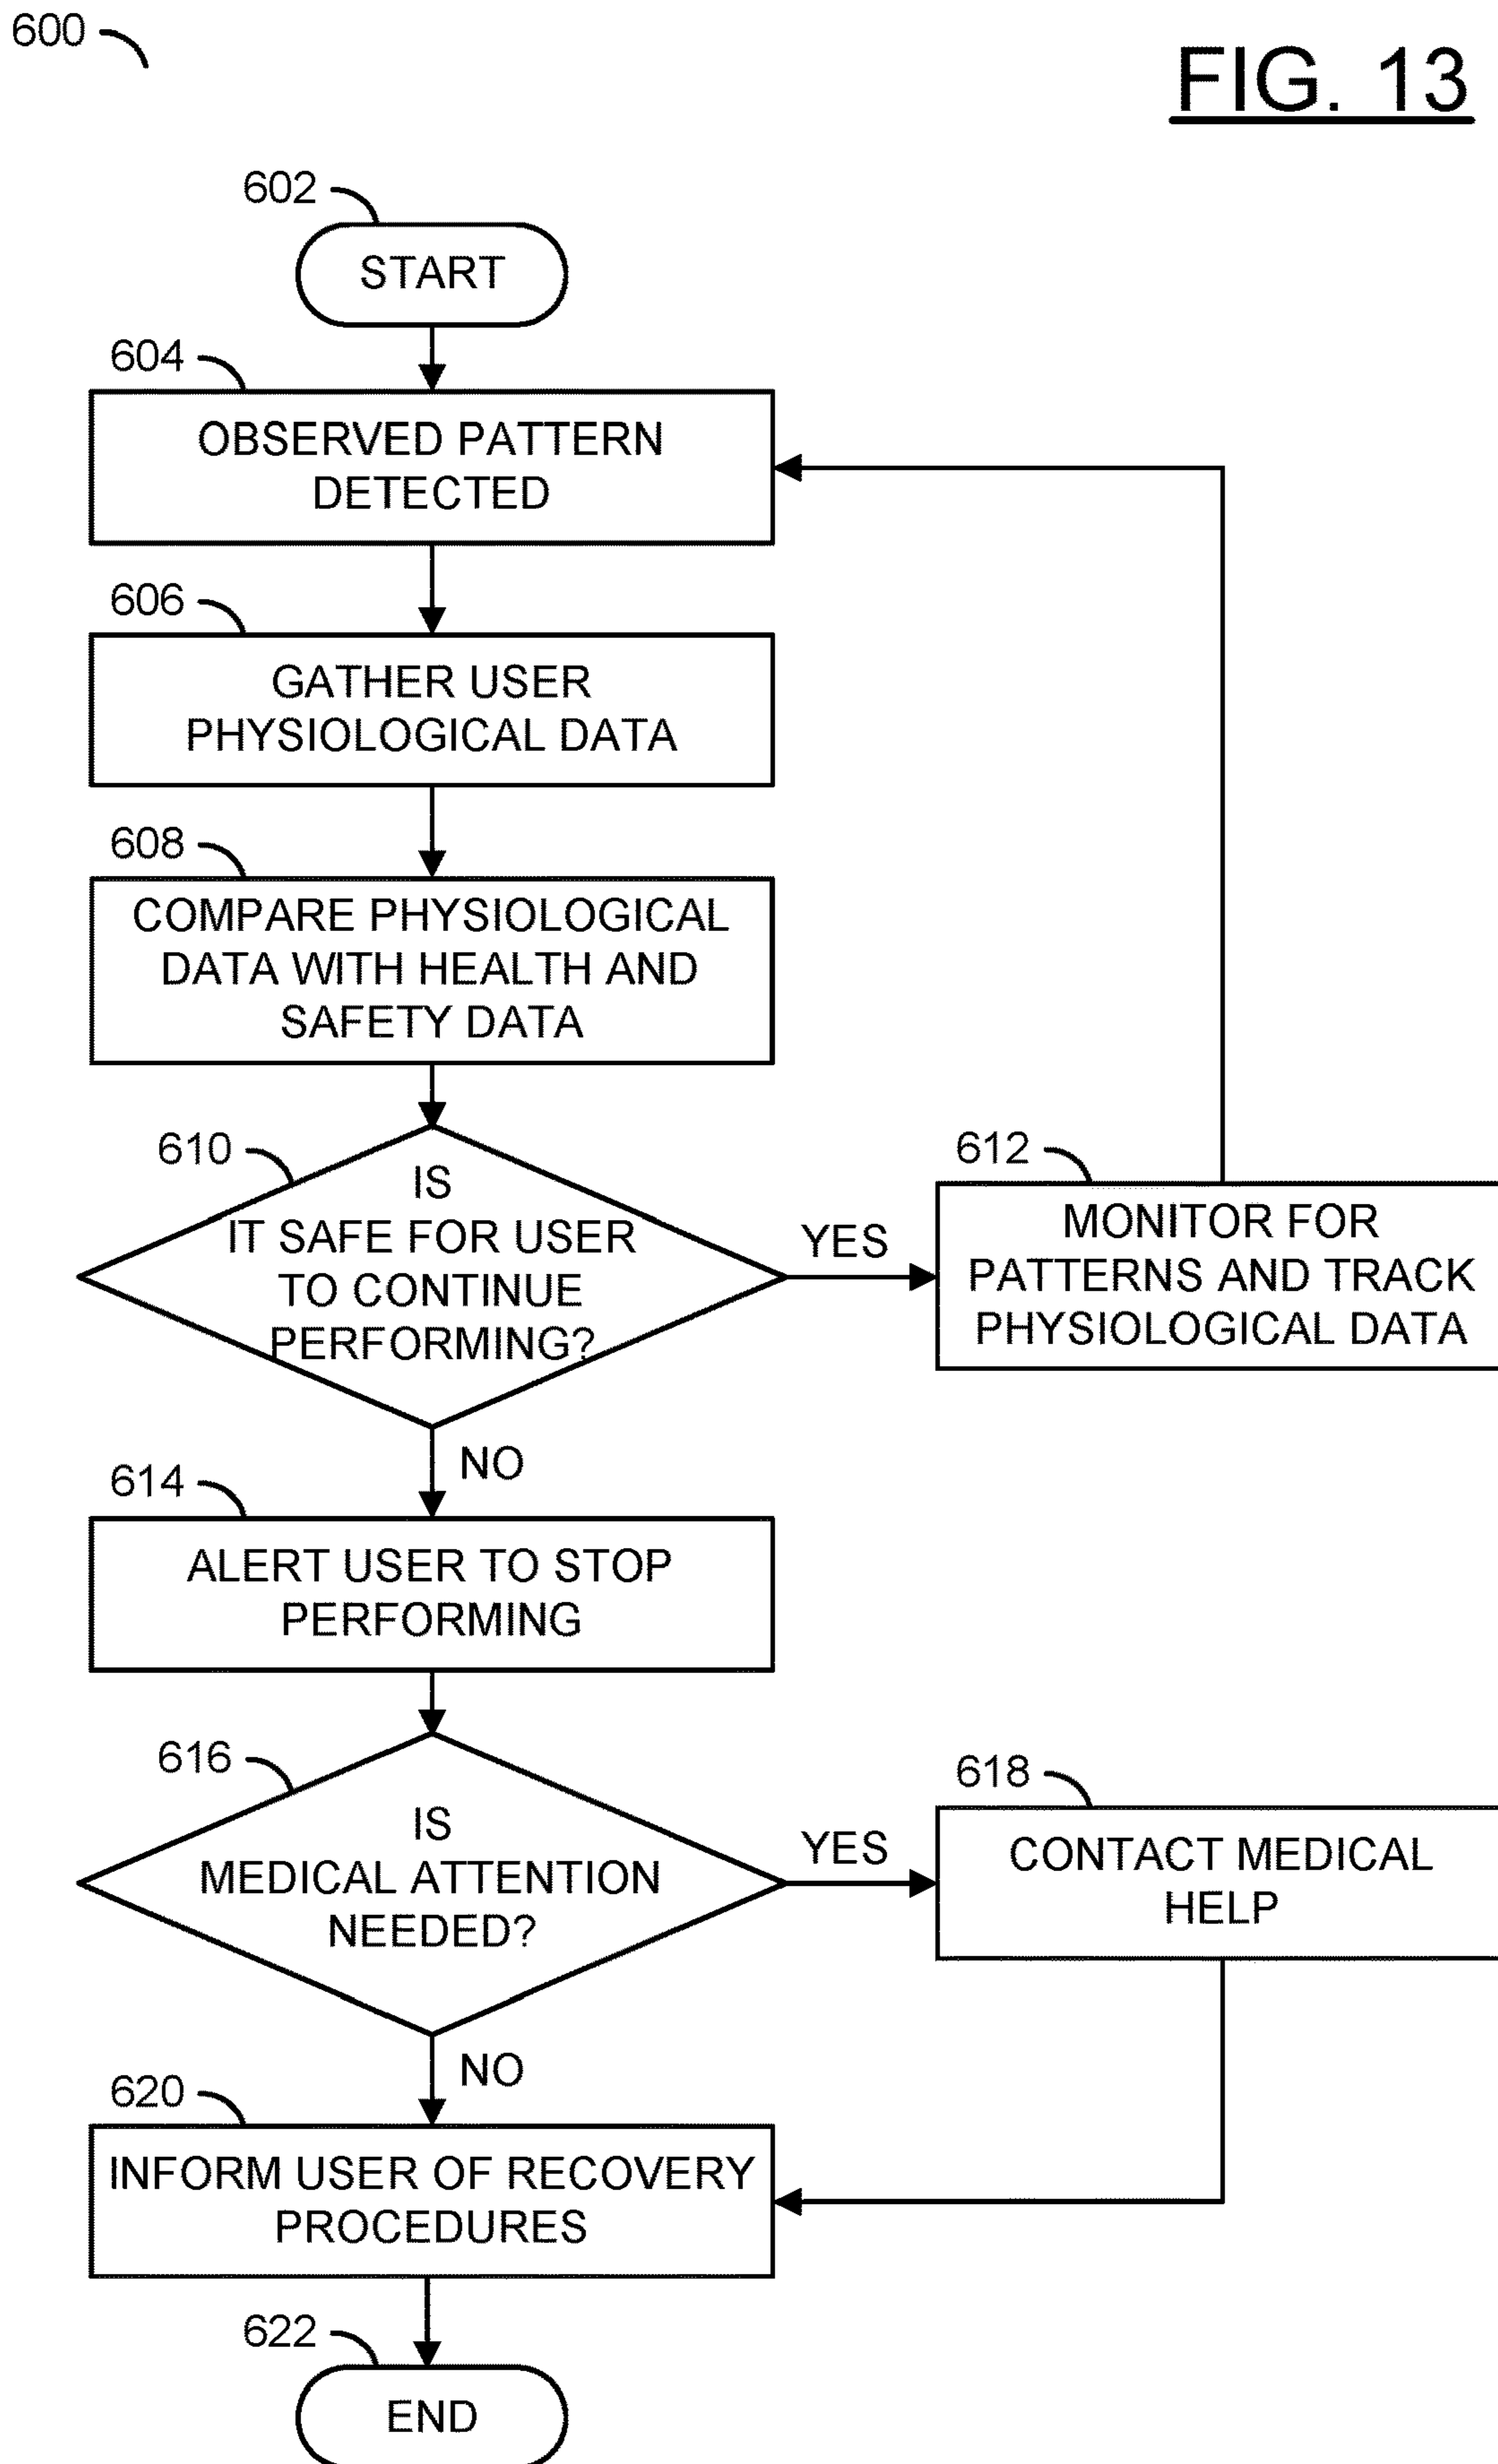 600
FIG. 13
602
START
604
OBSERVED PATTERN
DETECTED
606
GATHER USER
PHYSIOLOGICAL DATA
608
COMPARE PHYSIOLOGICAL
DATA WITH HEALTH AND
SAFETY DATA
610
IS
IT SAFE FOR USER
TO CONTINUE
PERFORMING?
YES
612
MONITOR FOR
PATTERNS AND TRACK
PHYSIOLOGICAL DATA
NO
614
ALERT USER TO STOP
PERFORMING
616
IS
MEDICAL ATTENTION
NEEDED?
YES
618
CONTACT MEDICAL
HELP
NO
620
INFORM USER OF RECOVERY
PROCEDURES
622
END